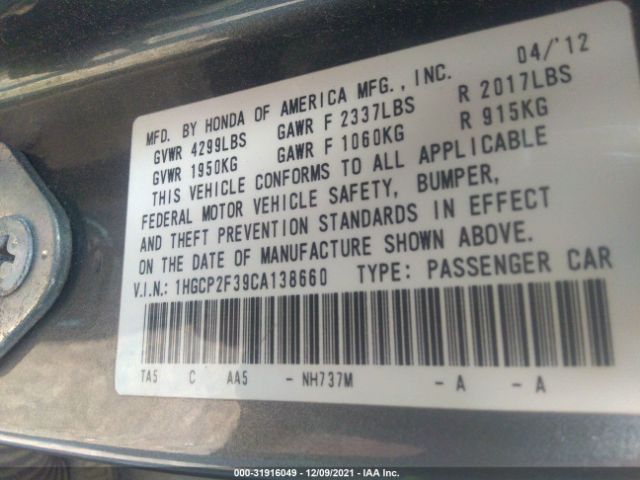 04/'12
MFD. BY HONDA OF AMERICA MFG., INC.
GVWR 4299LBS GAWR F 2337LBS R 2017LBS
GVWR 1950KG GAWR F 1060KG R 915KG
THIS VEHICLE CONFORMS TO ALL APPLICABLE
FEDERAL MOTOR VEHICLE SAFETY, BUMPER,
AND THEFT PREVENTION STANDARDS IN EFFECT
ON THE DATE OF MANUFACTURE SHOWN ABOVE.
V.I.N.: 1HGCP2F39CA138660 TYPE: PASSENGER CAR
TA5 C AA5 - NH737M - A - A
000-31916049 - 12/09/2021 - IAA Inc.